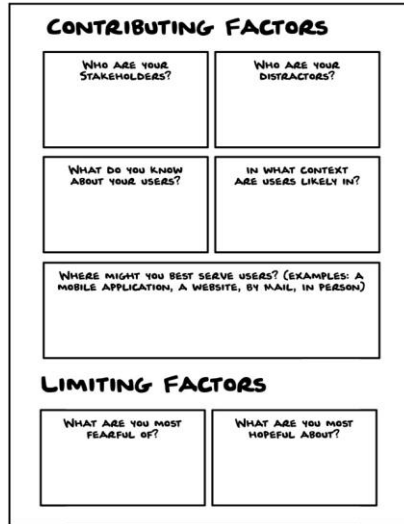 CONTRIBUTING FACTORS
WHO ARE YOUR
STAKEHOLDERS?
WHO ARE YOUR
DISTRACTORS?
WHAT DO YOU KNOW
ABOUT YOUR USERS?
IN WHAT CONTEXT
ARE USERS LIKELY IN?
WHERE MIGHT YOU BEST SERVE USERS? (EXAMPLES: A
MOBILE APPLICATION, A WEBSITE, BY MAIL, IN PERSON)
LIMITING FACTORS
WHAT ARE YOU MOST
FEARFUL OF?
WHAT ARE YOU MOST
HOPEFUL ABOUT?